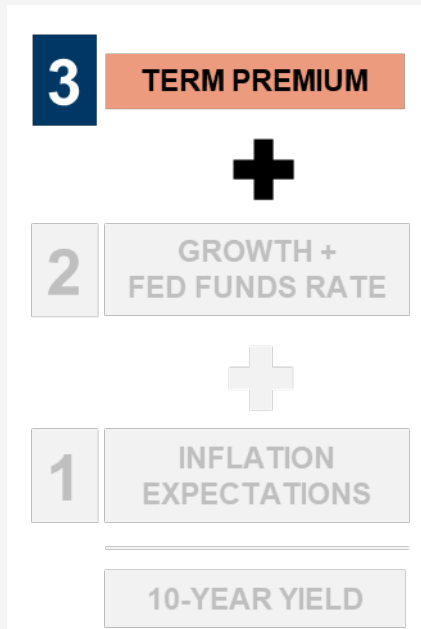 3
TERM PREMIUM
2
GROWTH +
FED FUNDS RATE
1
INFLATION
EXPECTATIONS
10-YEAR YIELD